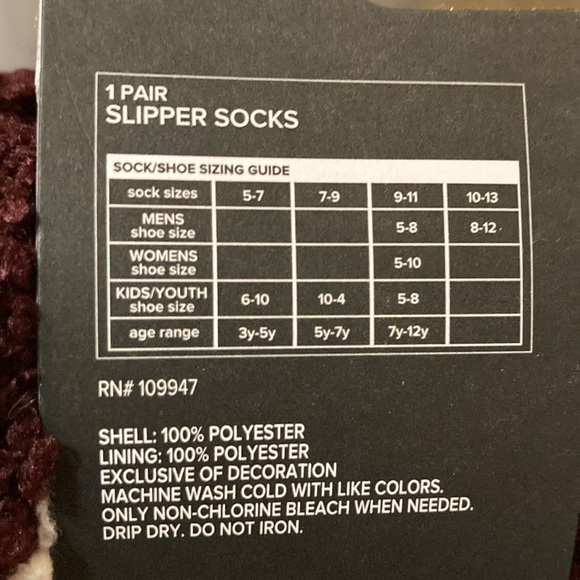 1 PAIR
SLIPPER SOCKS
SOCK/SHOE SIZING GUIDE
sock sizes 5-7 7-9 9-11 10-13
MENS
shoe size 5-8 8-12
WOMENS
shoe size 5-10
KIDS/YOUTH
shoe size 6-10 10-4 5-8
age range 3y-5y 5y-7y 7y-12y
RN# 109947
SHELL: 100% POLYESTER
LINING: 100% POLYESTER
EXCLUSIVE OF DECORATION
MACHINE WASH COLD WITH LIKE COLORS.
ONLY NON-CHLORINE BLEACH WHEN NEEDED.
DRIP DRY. DO NOT IRON.